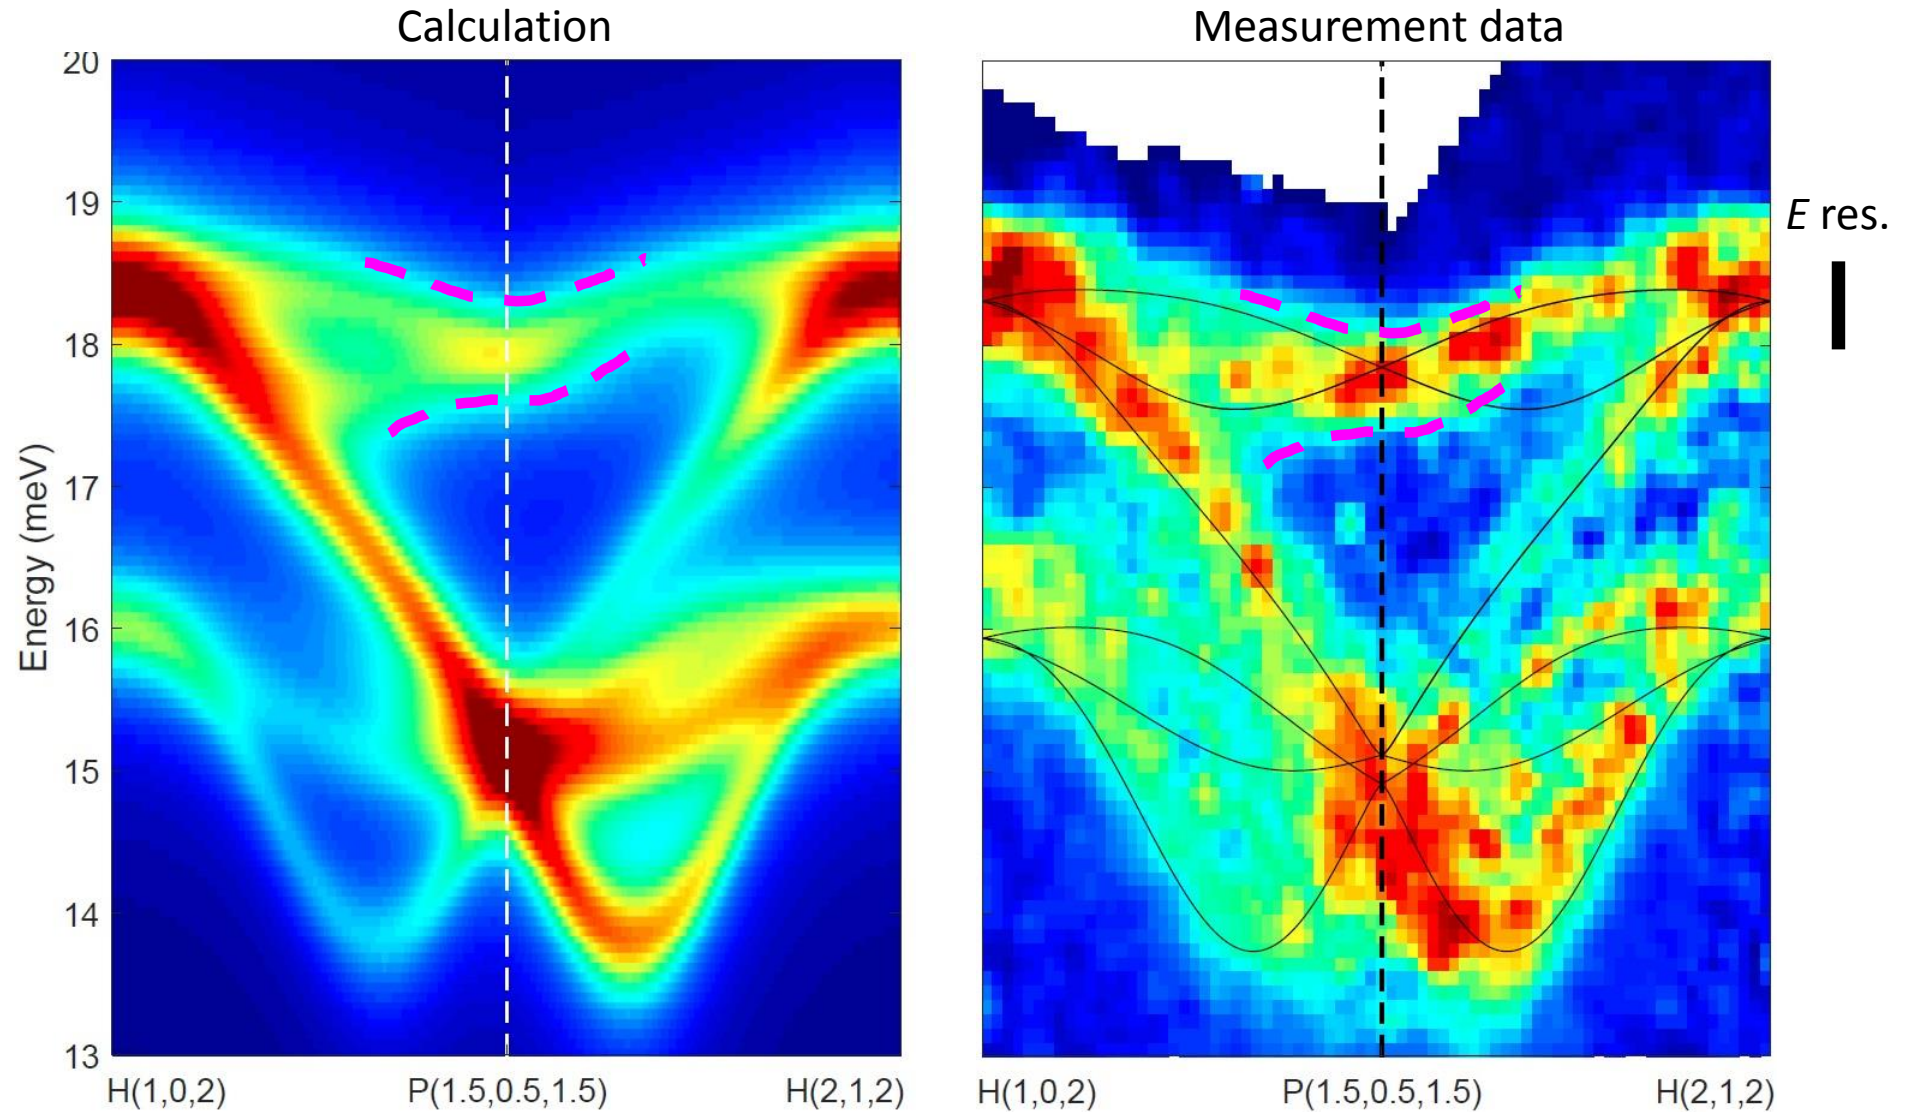 Calculation
Measurement data
20
19
18
17
16
15
14
13
Energy (meV)
E res.
H(1,0,2)
P(1.5,0.5,1.5)
H(2,1,2)
H(1,0,2)
P(1.5,0.5,1.5)
H(2,1,2)